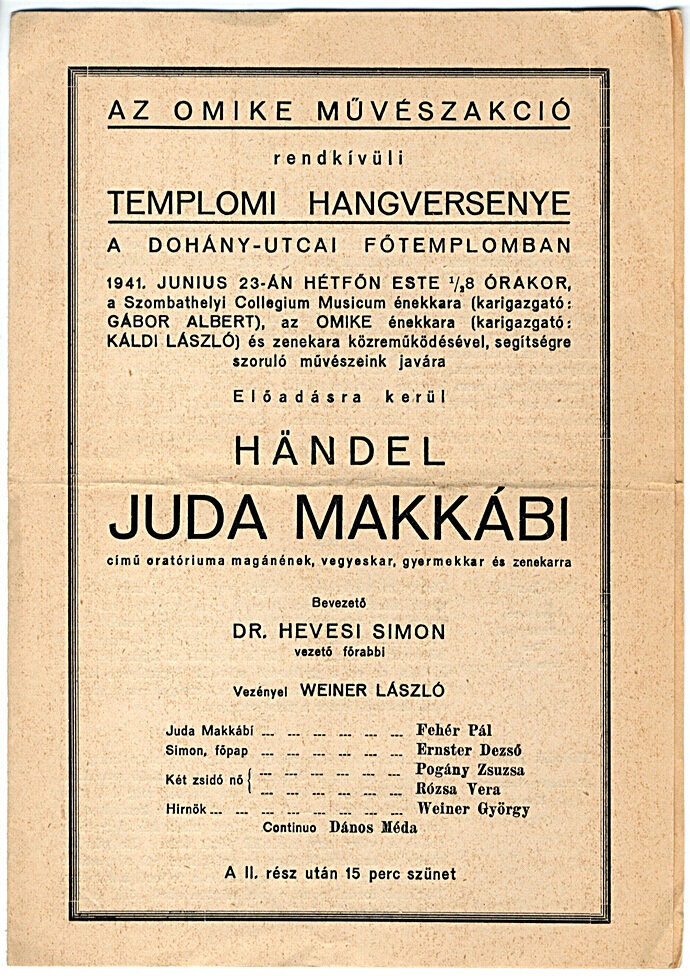 AZ OMIKE MŰVÉSZAKCIÓ
rendkívüli
TEMPLOMI HANGVERSENYE
A DOHÁNY-UTCAI FŐTEMPLOMBAN
1941. JUNIUS 23-ÁN HÉTFŐN ESTE ½8 ÓRAKOR,
a Szombathelyi Collegium Musicum énekkara (karigazgató:
GÁBOR ALBERT), az OMIKE énekkara (karigazgató:
KÁLDI LÁSZLÓ) és zenekara közreműködésével, segítségre
szoruló művészeink javára
Előadásra kerül
HÄNDEL
JUDA MAKKÁBI
című oratóriuma magánének, vegyeskar, gyermekkar és zenekarra
Bevezető
DR. HEVESI SIMON
vezető főrabbi
Vezényel WEINER LÁSZLÓ
Juda Makkábi — — — — — — Fehér Pál
Simon, főpap — — — — — — Ernster Dezső
Két zsidó nő { — — — — — — Pogány Zsuzsa
— — — — — — Rózsa Vera
Hirnök — — — — — — — — Weiner György
Continuo Dános Méda
A II. rész után 15 perc szünet